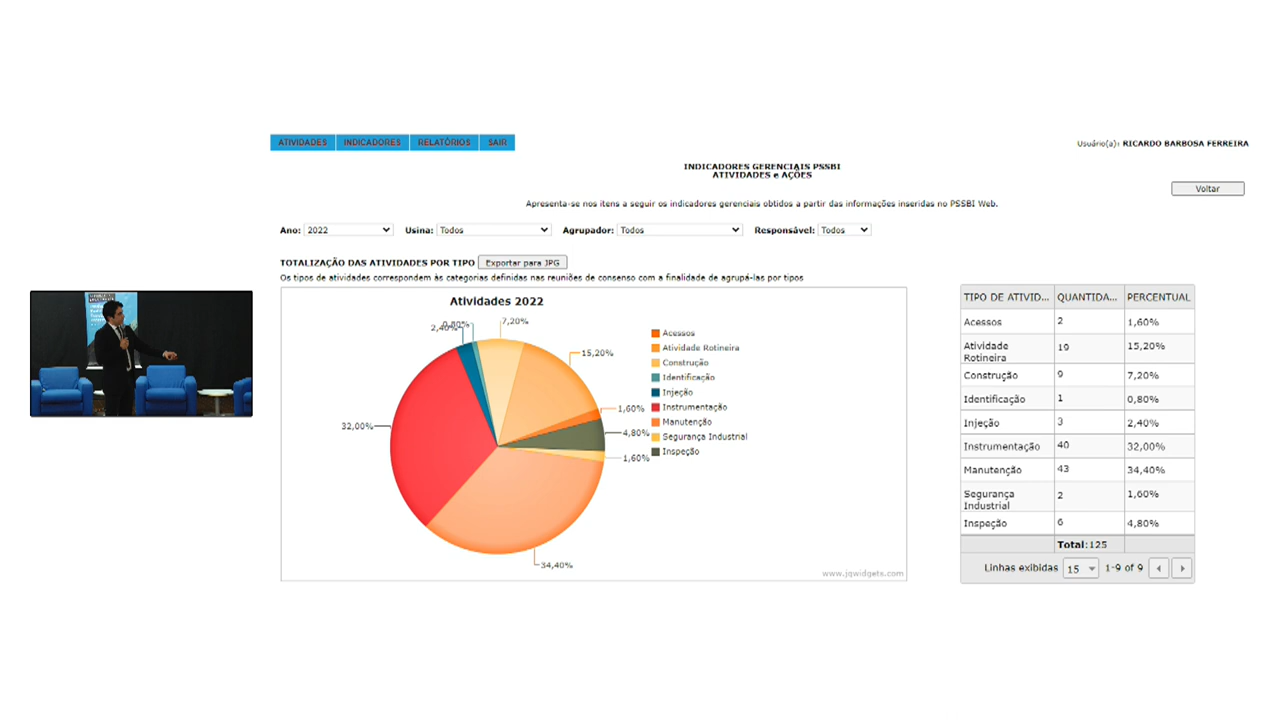 ATIVIDADES INDICADORES RELATÓRIOS SAIR
Usuário(a): RICARDO BARBOSA FERREIRA
INDICADORES GERENCIAIS PSSBI
ATIVIDADES e AÇÕES
Voltar
Apresenta-se nos itens a seguir os indicadores gerenciais obtidos a partir das informações inseridas no PSSBI Web.
Ano: 2022 Usina: Todos Agrupador: Todos Responsável: Todos
TOTALIZAÇÃO DAS ATIVIDADES POR TIPO Exportar para JPG
Os tipos de atividades correspondem às categorias definidas nas reuniões de consenso com a finalidade de agrupá-las por tipos
Atividades 2022
2,40%
0,80%
7,20%
15,20%
1,60%
4,80%
1,60%
34,40%
32,00%
Acessos
Atividade Rotineira
Construção
Identificação
Injeção
Instrumentação
Manutenção
Segurança Industrial
Inspeção
www.jqwidgets.com
TIPO DE ATIVID... QUANTIDA... PERCENTUAL
Acessos 2 1,60%
Atividade Rotineira 19 15,20%
Construção 9 7,20%
Identificação 1 0,80%
Injeção 3 2,40%
Instrumentação 40 32,00%
Manutenção 43 34,40%
Segurança Industrial 2 1,60%
Inspeção 6 4,80%
Total:125
Linhas exibidas 15 1-9 of 9